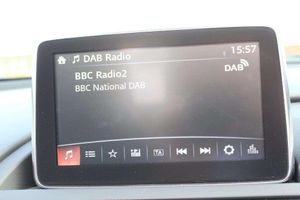 DAB Radio 15:57
BBC Radio2 DAB
BBC National DAB
TA